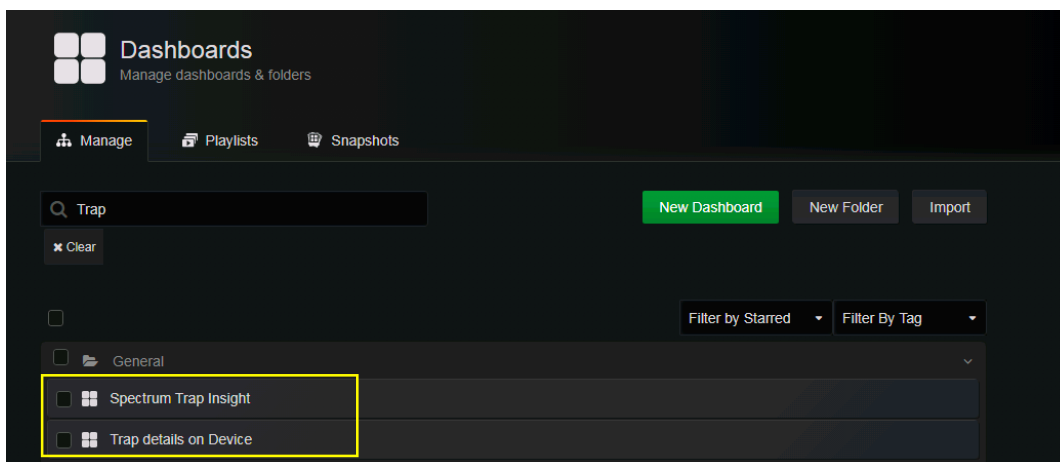 Dashboards
Manage dashboards & folders
Manage Playlists Snapshots
Trap New Dashboard New Folder Import
Clear
Filter by Starred Filter By Tag
General
Spectrum Trap Insight
Trap details on Device